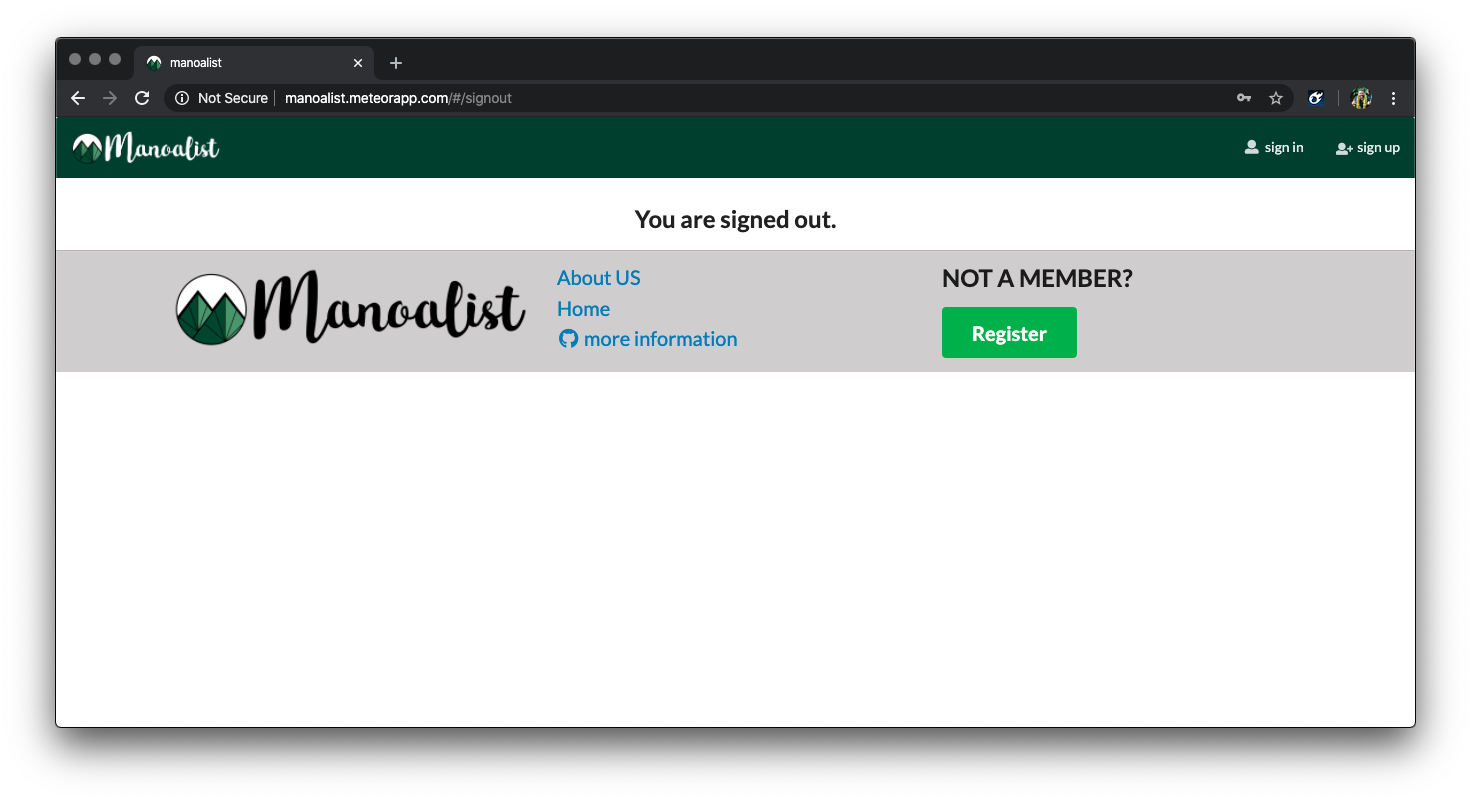 manoalist
Not Secure | manoalist.meteorapp.com/#/signout
Manoalist
sign in
sign up
You are signed out.
Manoalist
About US
Home
more information
NOT A MEMBER?
Register